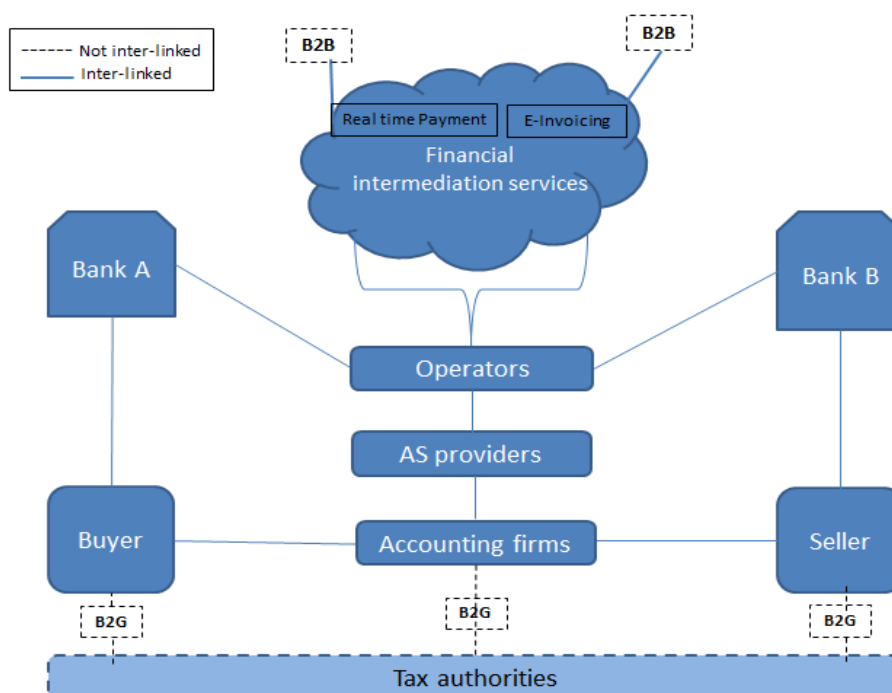 B2B
B2B
Not inter-linked
Inter-linked
Real time Payment
E-Invoicing
Financial
intermediation services
Bank A
Bank B
Operators
AS providers
Buyer
Accounting firms
Seller
B2G
B2G
B2G
Tax authorities